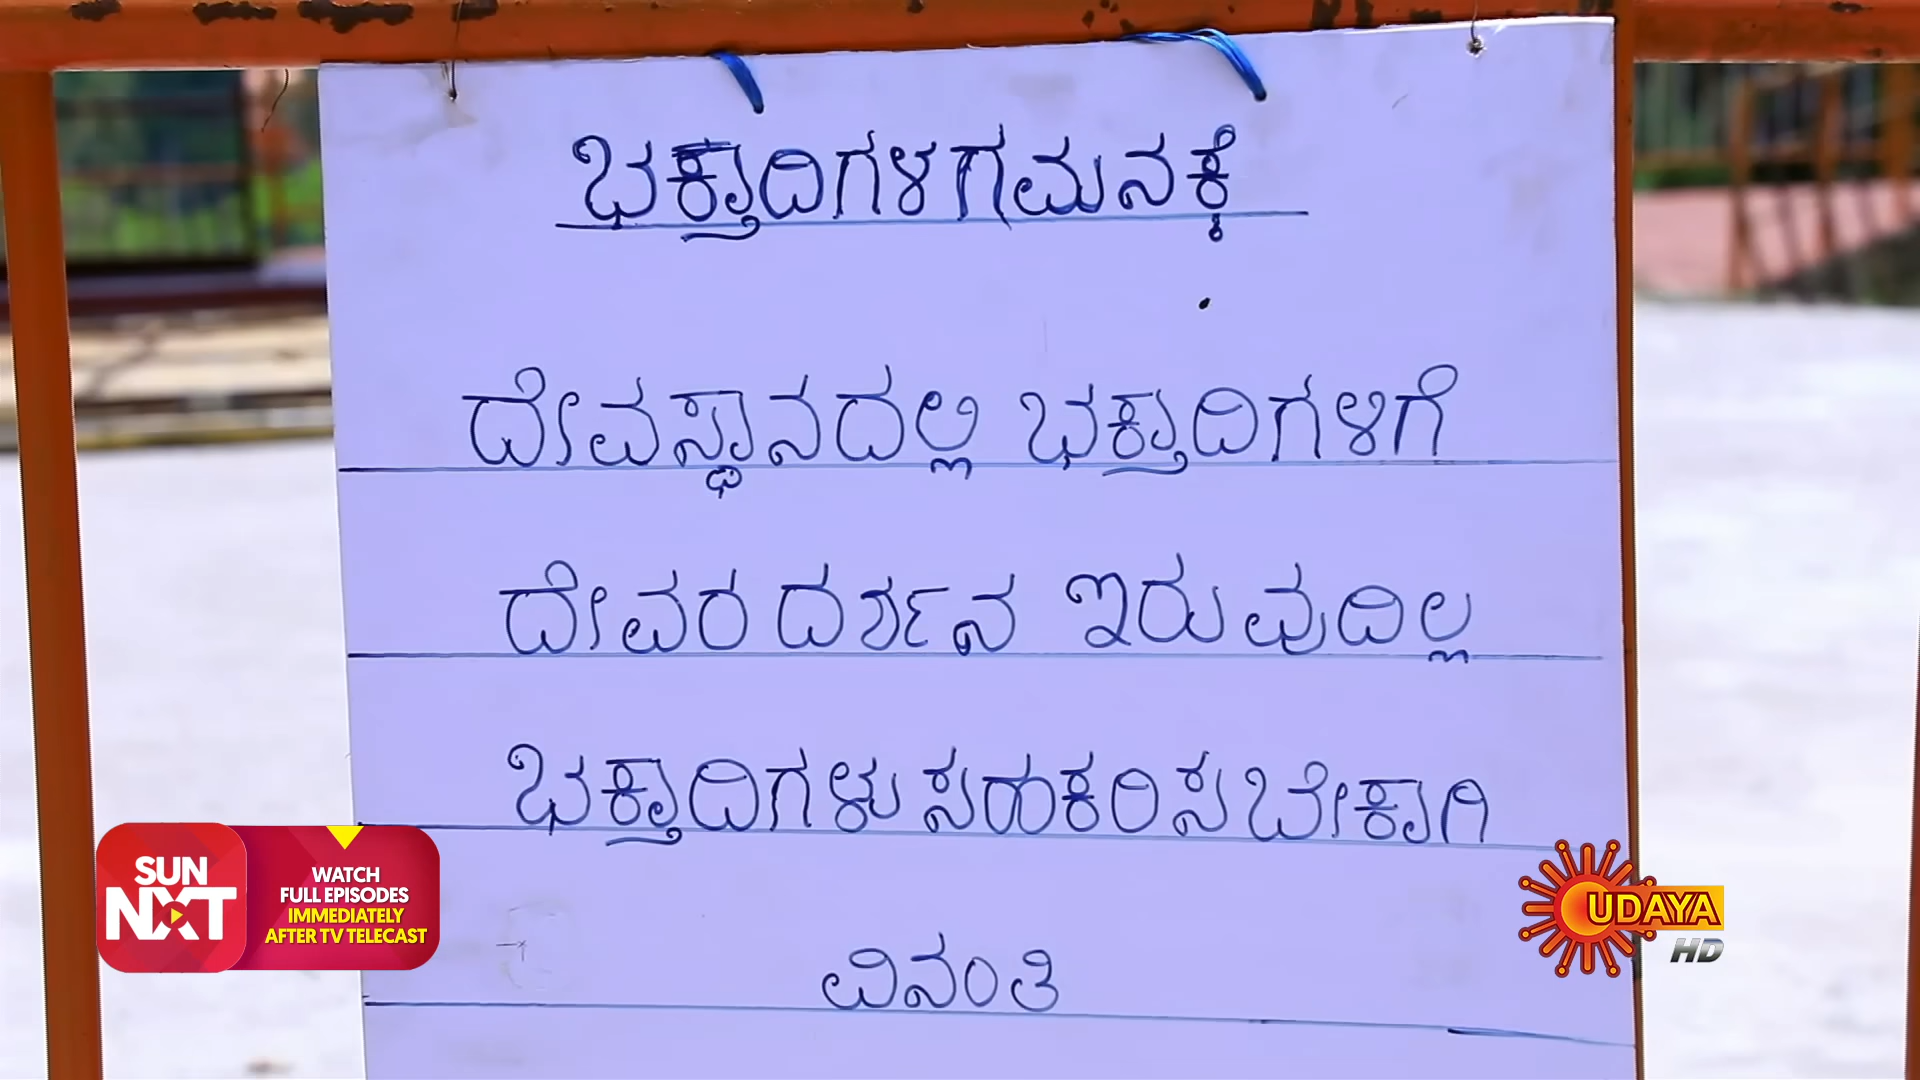 ಭಕ್ತಾದಿಗಳ ಗಮನಕ್ಕೆ
ದೇವಸ್ಥಾನದಲ್ಲಿ ಭಕ್ತಾದಿಗಳಿಗೆ
ದೇವರ ದರ್ಶನ ಇರುವುದಿಲ್ಲ
ಭಕ್ತಾದಿಗಳು ಸಹಕರಿಸಬೇಕಾಗಿ
ವಿನಂತಿ
SUN
NXT
WATCH
FULL EPISODES
IMMEDIATELY
AFTER TV TELECAST
UDAYA
HD